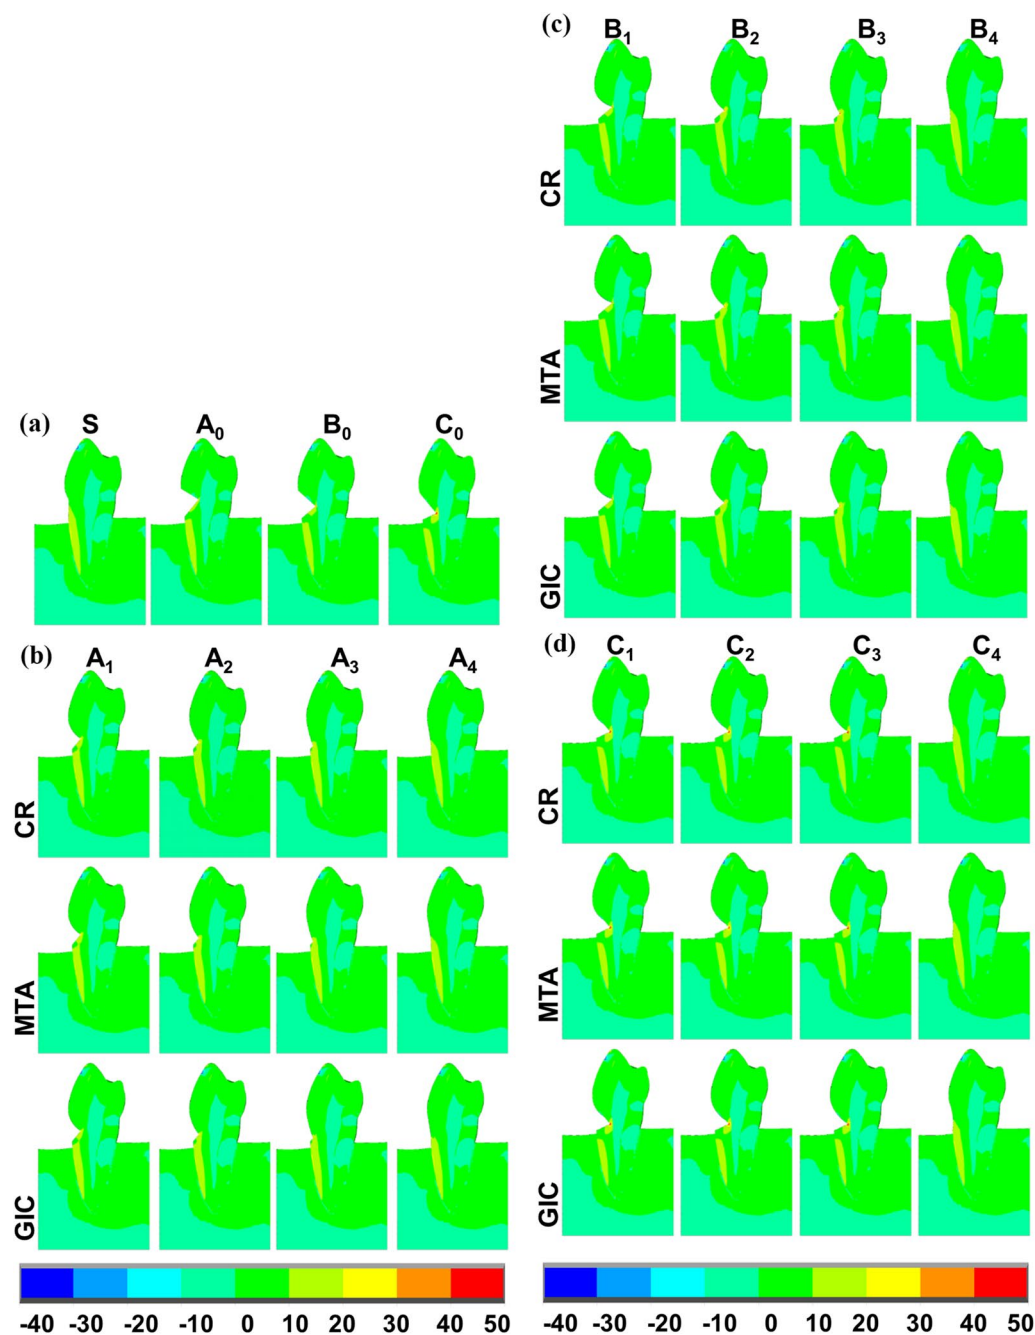 (a)
S A₀ B₀ C₀
(b)
A₁ A₂ A₃ A₄
CR
MTA
GIC
-40 -30 -20 -10 0 10 20 30 40 50
(c)
B₁ B₂ B₃ B₄
CR
MTA
GIC
(d)
C₁ C₂ C₃ C₄
CR
MTA
GIC
-40 -30 -20 -10 0 10 20 30 40 50